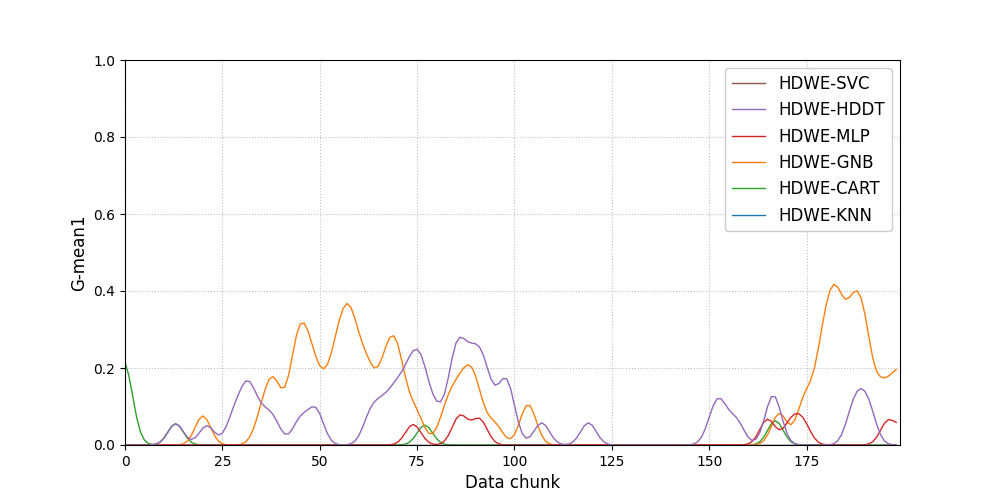 1.0
0.8
0.6
0.4
0.2
0.0
G-mean1
0 25 50 75 100 125 150 175
Data chunk
HDWE-SVC
HDWE-HDDT
HDWE-MLP
HDWE-GNB
HDWE-CART
HDWE-KNN